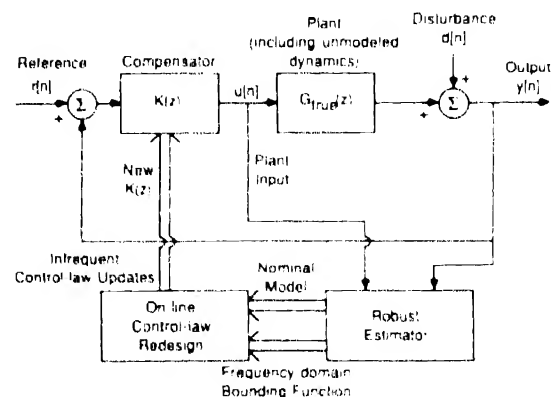 Disturbance
d[n]
Plant
(including unmodeled
dynamics)
Reference
r[n]
Compensator
K(z)
u[n]
Gtrue(z)
Output
y[n]
+
Σ
+
+
Σ
New
K(z)
Plant
Input
Infrequent
Control-law Updates
Nominal
Model
On-line
Control-law
Redesign
Robust
Estimator
Frequency domain
Bounding Function